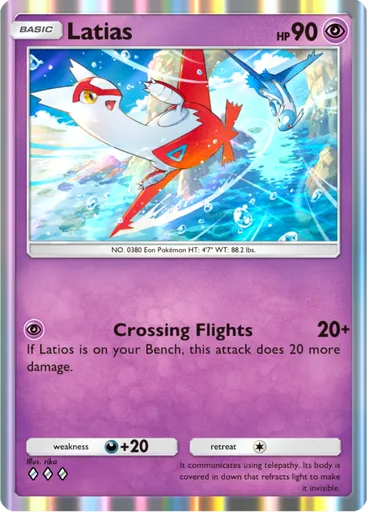 BASIC Latias HP 90
NO. 0380 Eon Pokémon HT: 4'7" WT: 88.2 lbs.
Crossing Flights 20+
If Latios is on your Bench, this attack does 20 more
damage.
weakness +20 retreat
Illus. rika
It communicates using telepathy. Its body is
covered in down that refracts light to make
it invisible.